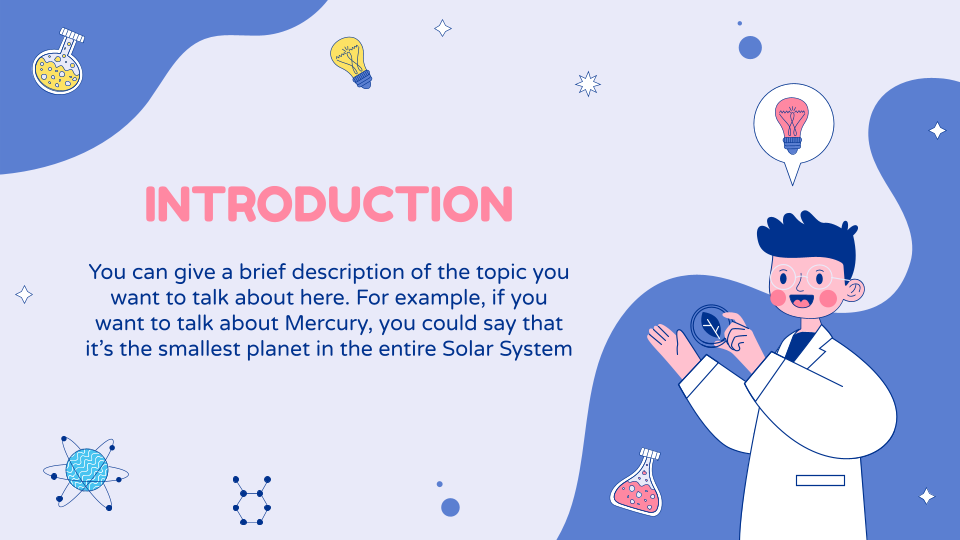 INTRODUCTION
You can give a brief description of the topic you
want to talk about here. For example, if you
want to talk about Mercury, you could say that
it’s the smallest planet in the entire Solar System